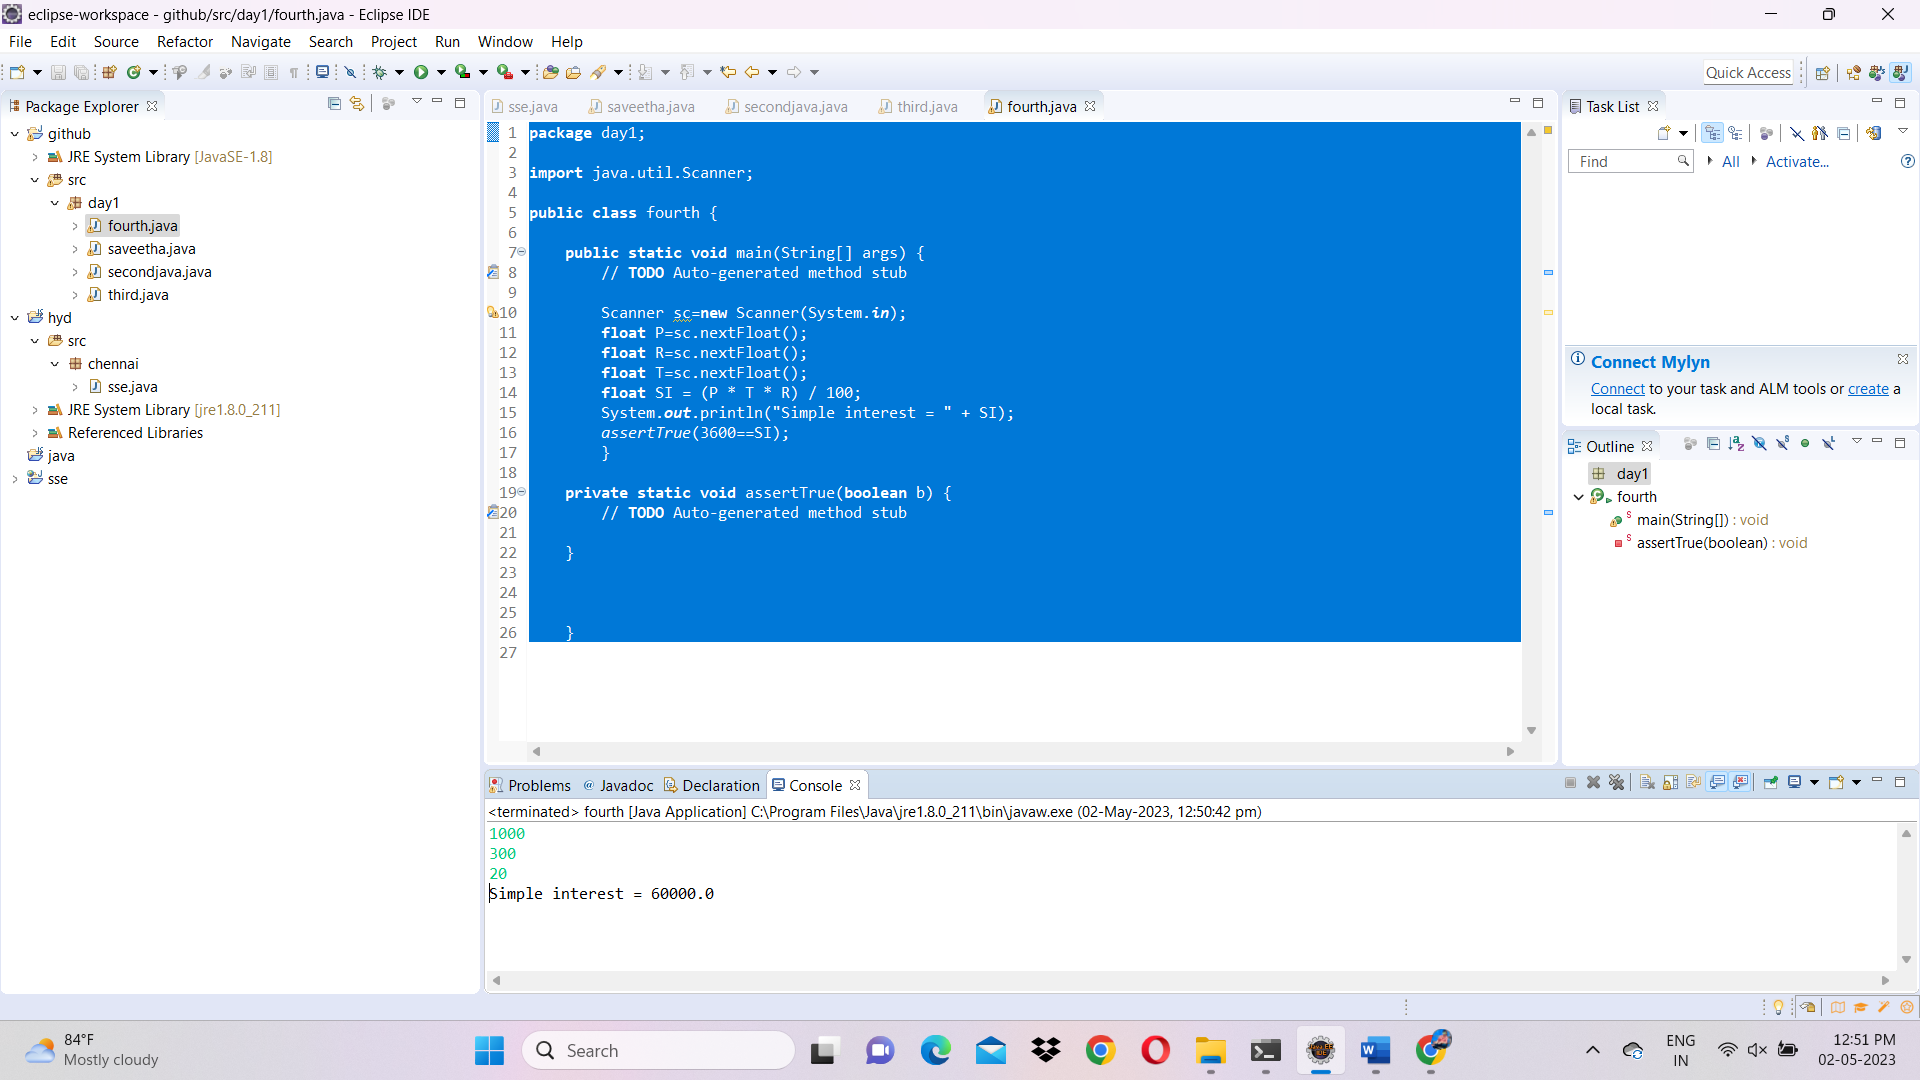 eclipse-workspace - github/src/day1/fourth.java - Eclipse IDE
File Edit Source Refactor Navigate Search Project Run Window Help
Quick Access
Package Explorer
github
JRE System Library [JavaSE-1.8]
src
day1
fourth.java
saveetha.java
secondjava.java
third.java
hyd
src
chennai
sse.java
JRE System Library [jre1.8.0_211]
Referenced Libraries
java
sse
sse.java saveetha.java secondjava.java third.java fourth.java
1 package day1;
2
3 import java.util.Scanner;
4
5 public class fourth {
6
7 public static void main(String[] args) {
8 // TODO Auto-generated method stub
9
10 Scanner sc=new Scanner(System.in);
11 float P=sc.nextFloat();
12 float R=sc.nextFloat();
13 float T=sc.nextFloat();
14 float SI = (P * T * R) / 100;
15 System.out.println("Simple interest = " + SI);
16 assertTrue(3600==SI);
17 }
18
19 private static void assertTrue(boolean b) {
20 // TODO Auto-generated method stub
21
22 }
23
24
25
26 }
27
Task List
Find All Activate...
Connect Mylyn
Connect to your task and ALM tools or create a
local task.
Outline
day1
fourth
main(String[]) : void
assertTrue(boolean) : void
Problems @ Javadoc Declaration Console
<terminated> fourth [Java Application] C:\Program Files\Java\jre1.8.0_211\bin\javaw.exe (02-May-2023, 12:50:42 pm)
1000
300
20
Simple interest = 60000.0
84°F
Mostly cloudy
Search
ENG
IN
12:51 PM
02-05-2023